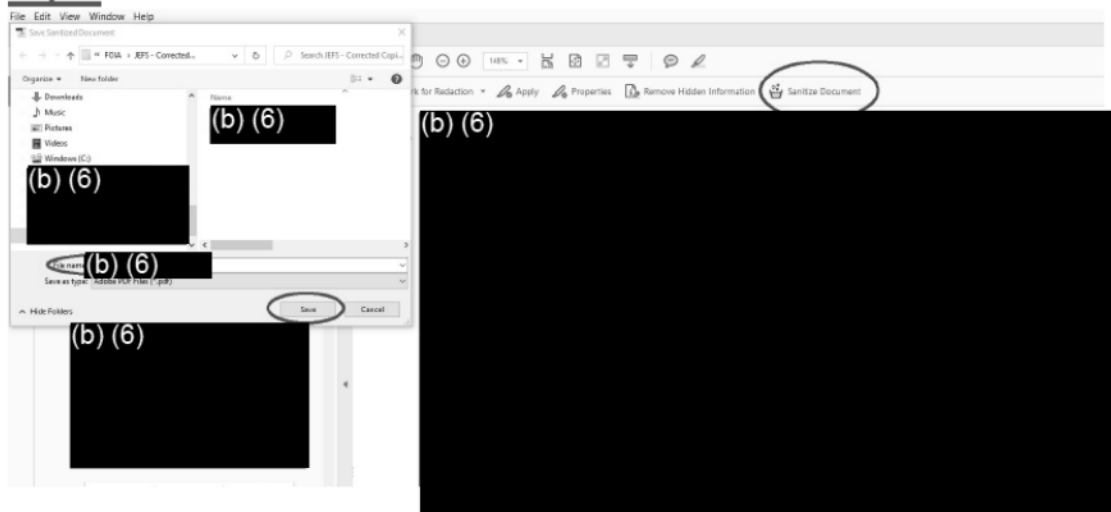 File Edit View Window Help
Save Sanitized Document
« FOIA › JEFS - Corrected...
Search JEFS - Corrected Copi...
148%
Organize
New folder
k for Redaction
Apply
Properties
Remove Hidden Information
Sanitize Document
Downloads
Music
Pictures
Videos
Windows (C:)
Name
(b) (6)
(b) (6)
(b) (6)
File name
(b) (6)
Save as type: Adobe PDF Files (*.pdf)
Hide Folders
Save
Cancel
(b) (6)